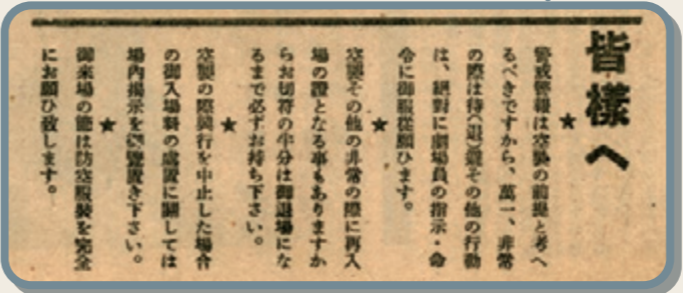 皆樣へ
★
警戒警報は空襲の前提と考へ
るべきですから、萬一、非常
の際は待(退)避その他の行動
は、絕對に劇場員の指示・命
令に御服從願ひます。
★
空襲その他の非常の際に再入
場の證となる事もありますか
らお切符の半分は御退場にな
るまで必ずお持ち下さい。
★
空襲の際興行を中止した場合
の御入場料の處置に關しては
場內揭示を御覽置き下さい。
★
御來場の節は防空服裝を完全
にお願ひ致します。